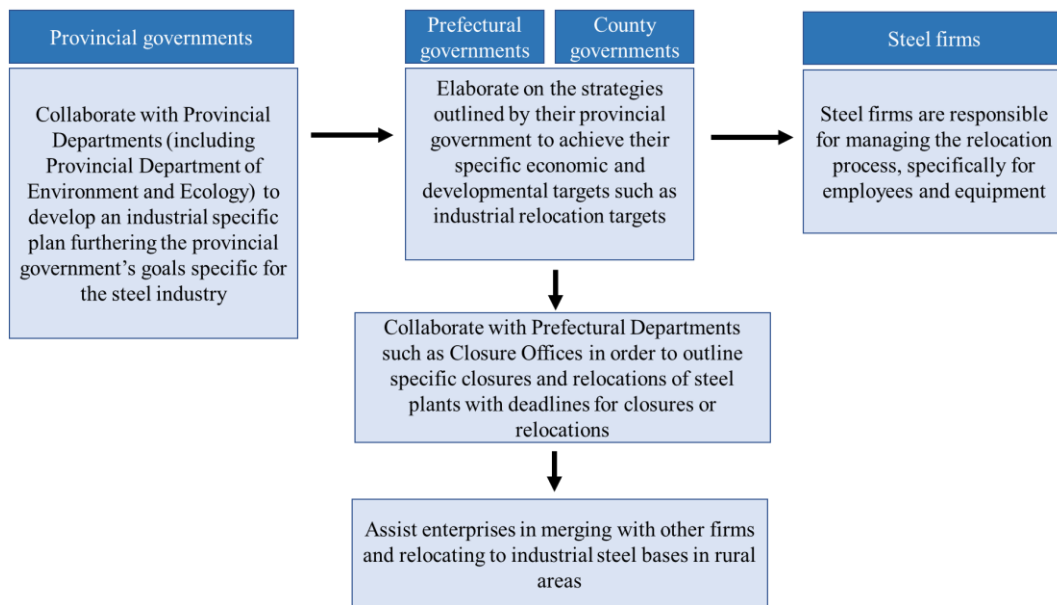 Provincial governments
Collaborate with Provincial
Departments (including
Provincial Department of
Environment and Ecology) to
develop an industrial specific
plan furthering the provincial
government’s goals specific for
the steel industry
Prefectural
governments
County
governments
Elaborate on the strategies
outlined by their provincial
government to achieve their
specific economic and
developmental targets such as
industrial relocation targets
Steel firms
Steel firms are responsible
for managing the relocation
process, specifically for
employees and equipment
Collaborate with Prefectural Departments
such as Closure Offices in order to outline
specific closures and relocations of steel
plants with deadlines for closures or
relocations
Assist enterprises in merging with other firms
and relocating to industrial steel bases in rural
areas